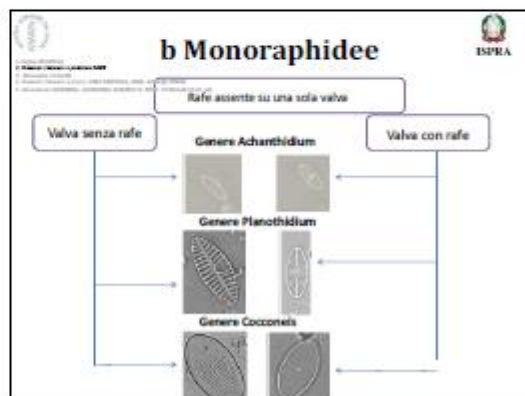 b Monoraphidee
ISPRA
Rafe assente su una sola valva
Valva senza rafe
Valva con rafe
Genere Achanthidium
Genere Planothidium
Genere Cocconeis